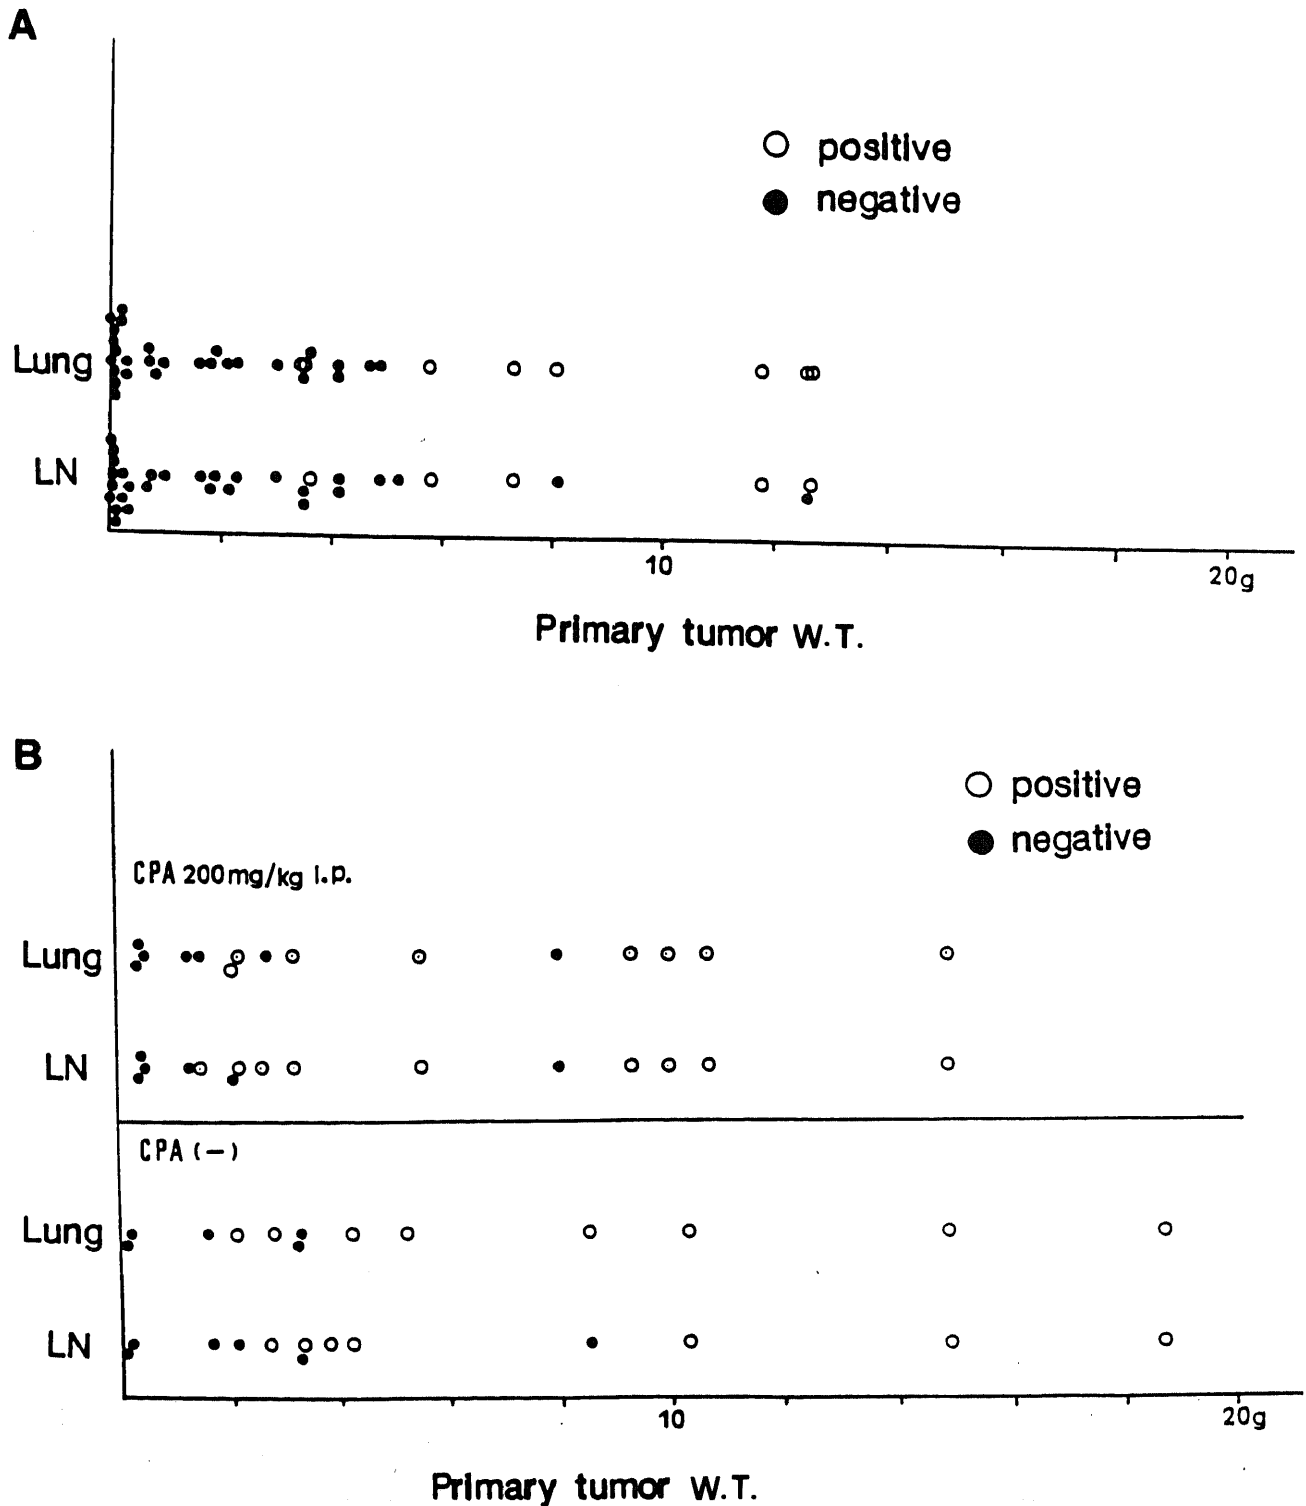 A
positive
negative
Lung
LN
10
20g
Primary tumor W.T.
B
positive
negative
CPA 200mg/kg i.p.
Lung
LN
CPA (−)
Lung
LN
10
20g
Primary tumor W.T.